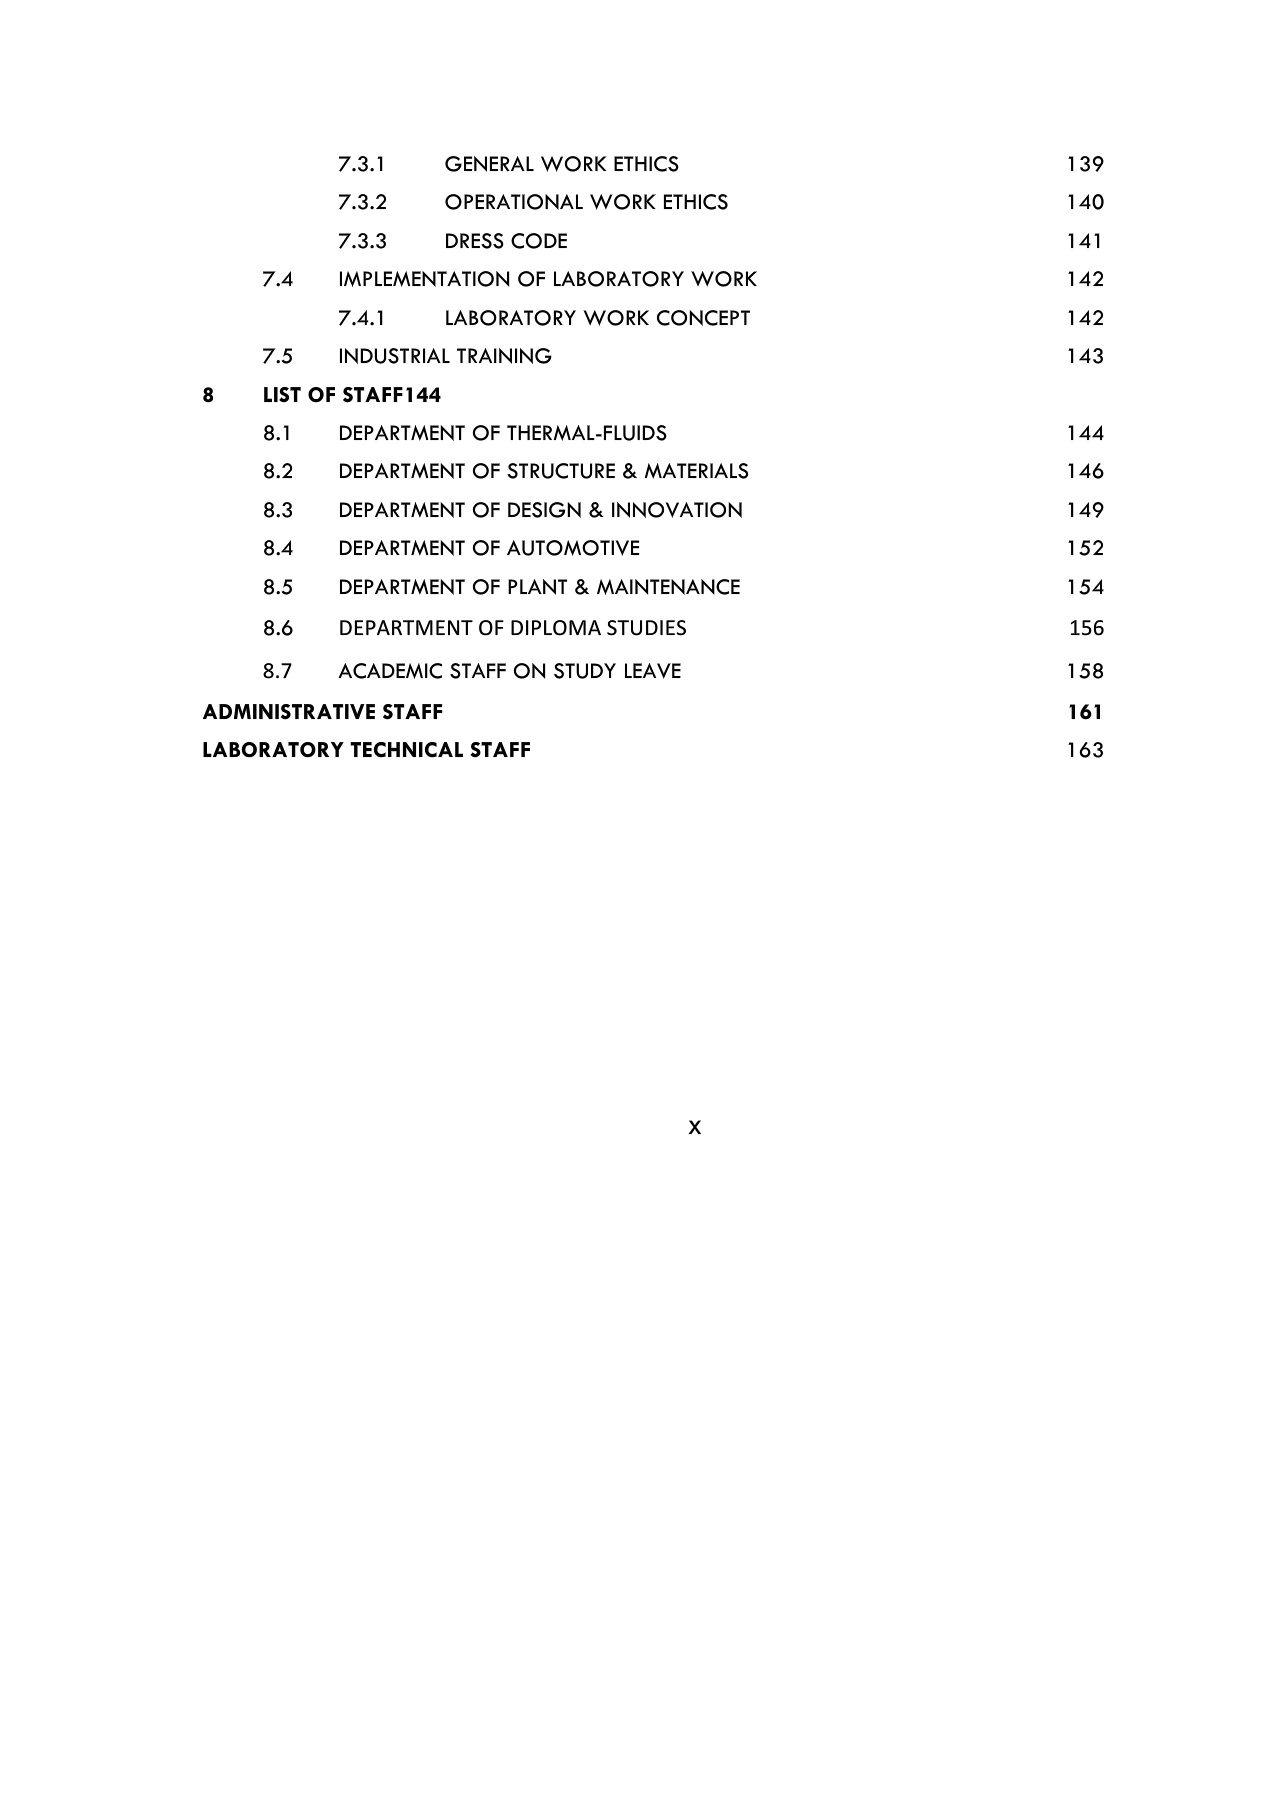 7.3.1 GENERAL WORK ETHICS 139
7.3.2 OPERATIONAL WORK ETHICS 140
7.3.3 DRESS CODE 141
7.4 IMPLEMENTATION OF LABORATORY WORK 142
7.4.1 LABORATORY WORK CONCEPT 142
7.5 INDUSTRIAL TRAINING 143
8 LIST OF STAFF144
8.1 DEPARTMENT OF THERMAL-FLUIDS 144
8.2 DEPARTMENT OF STRUCTURE & MATERIALS 146
8.3 DEPARTMENT OF DESIGN & INNOVATION 149
8.4 DEPARTMENT OF AUTOMOTIVE 152
8.5 DEPARTMENT OF PLANT & MAINTENANCE 154
8.6 DEPARTMENT OF DIPLOMA STUDIES 156
8.7 ACADEMIC STAFF ON STUDY LEAVE 158
ADMINISTRATIVE STAFF 161
LABORATORY TECHNICAL STAFF 163
x